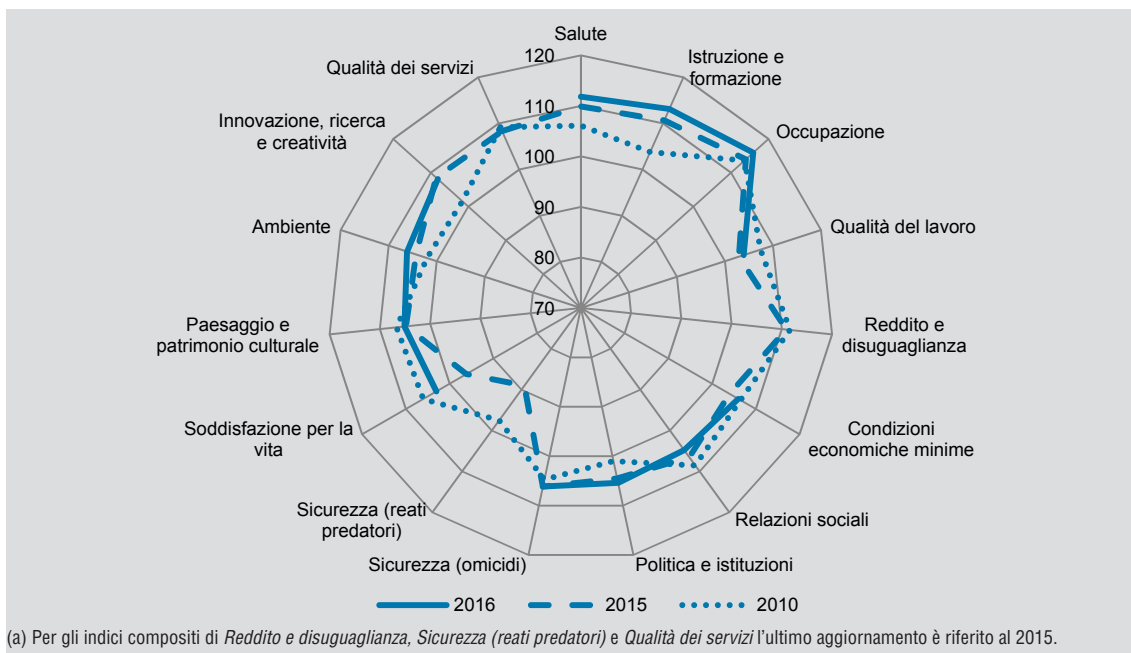 Salute
120
110
100
90
80
70
Istruzione e
formazione
Occupazione
Qualità del lavoro
Reddito e
disuguaglianza
Condizioni
economiche minime
Relazioni sociali
Politica e istituzioni
Sicurezza (omicidi)
Sicurezza (reati
predatori)
Soddisfazione per la
vita
Paesaggio e
patrimonio culturale
Ambiente
Innovazione, ricerca
e creatività
Qualità dei servizi
2016 2015 2010
(a) Per gli indici compositi di Reddito e disuguaglianza, Sicurezza (reati predatori) e Qualità dei servizi l'ultimo aggiornamento è riferito al 2015.